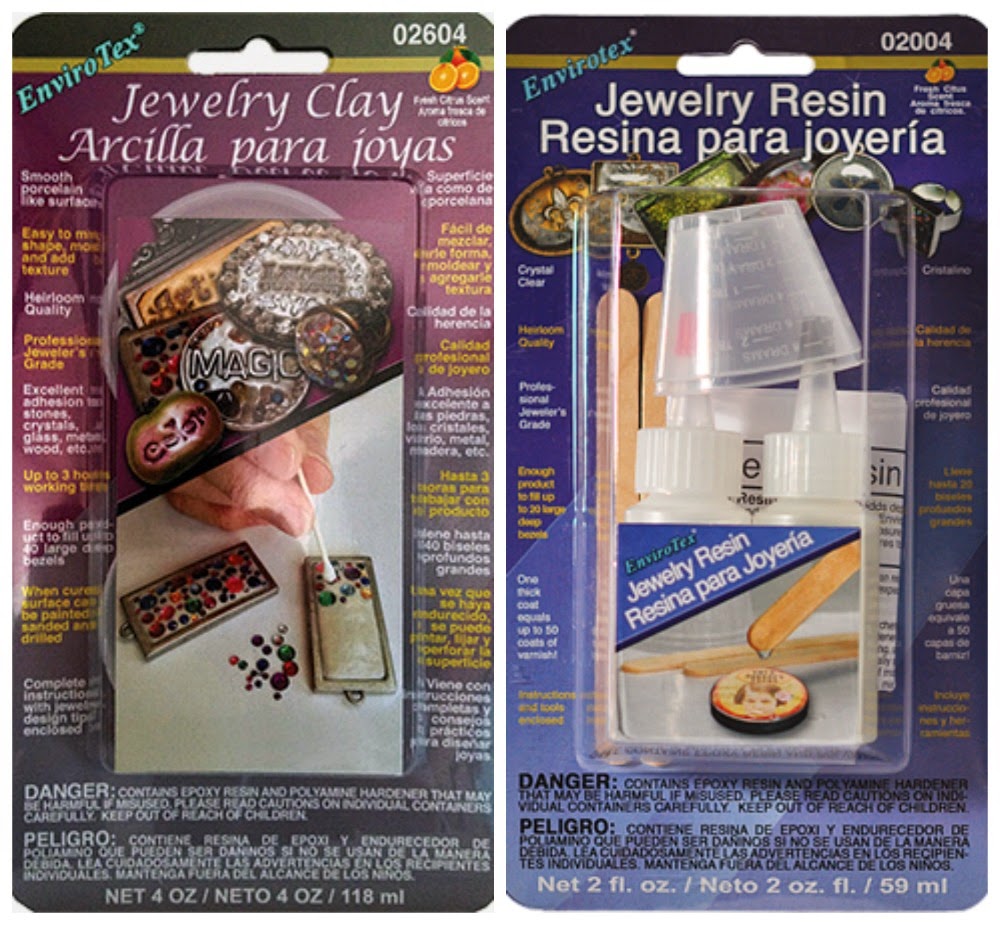 EnviroTex®
02604
Fresh Citrus Scent
Aroma fresca de
cítricos
Jewelry Clay
Arcilla para joyas
Smooth
porcelain
like surface
Easy to
shape,
and add
texture
Heirloom
Quality
Professional
Jeweler's
Grade
Excellent
adhesion
stones,
crystals,
glass, metal,
wood, etc.
Up to 3 hours
working time
Enough
uct to fill up
40 large deep
bezels
When cured
surface can
be painted
sanded and
drilled
Complete
instructions
with jewelry
design tips
enclosed
Superficie
como de
porcelana
Fácil de
mezclar,
forma,
moldear y
agregarle
textura
Calidad de la
herencia
Calidad
profesional
de joyero
Adhesión
excelente a
las piedras,
los cristales,
vidrio, metal,
madera, etc.
Hasta 3
horas para
trabajar con
el producto
hasta
40 biseles
profundos
grandes
vez que
se haya
endurecido,
se puede
pintar, lijar y
perforar la
superficie
Viene con
instrucciones
completas y
consejos
prácticos
para diseñar
joyas
MAGIC
DANGER: CONTAINS EPOXY RESIN AND POLYAMINE HARDENER THAT MAY
BE HARMFUL IF MISUSED. PLEASE READ CAUTIONS ON INDIVIDUAL CONTAINERS
CAREFULLY. KEEP OUT OF REACH OF CHILDREN.
PELIGRO: CONTIENE RESINA DE EPOXI Y ENDURECEDOR DE
POLIAMINO QUE PUEDEN SER DAÑINOS SI NO SE USAN DE LA MANERA
DEBIDA. LEA CUIDADOSAMENTE LAS ADVERTENCIAS EN LOS RECIPIENTES
INDIVIDUALES. MANTENGA FUERA DEL ALCANCE DE LOS NIÑOS.
NET 4 OZ / NETO 4 OZ / 118 ml
Envirotex®
02004
Fresh Citus
Scent
Aroma fresca
de cítricos.
Jewelry Resin
Resina para joyería
Crystal
Clear
Heirloom
Quality
Profes-
sional
Jeweler's
Grade
Enough
product
to fill up
to 20 large
deep
bezels
One
thick
coat
equals
up to 50
coats of
varnish!
Instructions
and tools
enclosed
Cristalino
Calidad de
la herencia
Calidad
profesional
de joyero
Llene
hasta 20
biseles
profundos
grandes
Una
capa
gruesa
equivale
a 50
capas de
barniz!
Incluye
instruccio-
nes y her-
ramientas
EnviroTex®
Jewelry Resin
Resina para Joyería
DANGER: CONTAINS EPOXY RESIN AND POLYAMINE HARDENER
THAT MAY BE HARMFUL IF MISUSED. PLEASE READ CAUTIONS ON INDI-
VIDUAL CONTAINERS CAREFULLY. KEEP OUT OF REACH OF CHILDREN.
PELIGRO: CONTIENE RESINA DE EPOXI Y ENDURECEDOR DE
POLIAMINO QUE PUEDEN SER DAÑINOS SI NO SE USAN DE LA MANERA
DEBIDA. LEA CUIDADOSAMENTE LAS ADVERTENCIAS EN LOS RECIPIEN-
TES INDIVIDUALES. MANTENGA FUERA DEL ALCANCE DE LOS NIÑOS.
Net 2 fl. oz. / Neto 2 oz. fl. / 59 ml